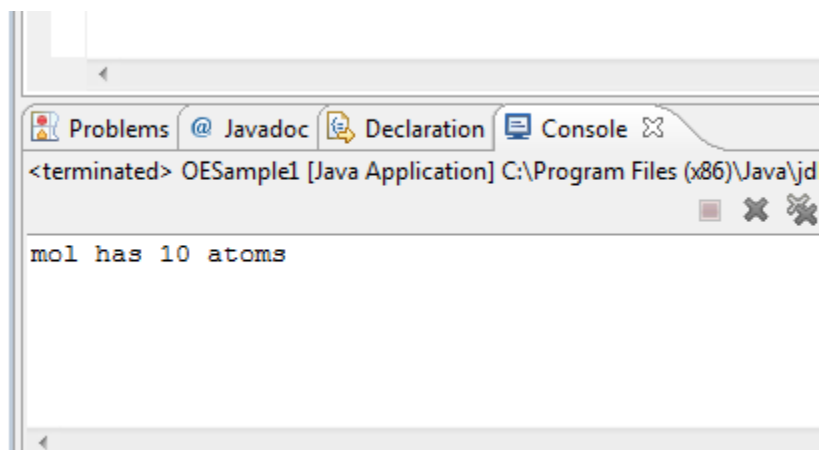 Problems @ Javadoc Declaration Console
<terminated> OESample1 [Java Application] C:\Program Files (x86)\Java\jd
mol has 10 atoms